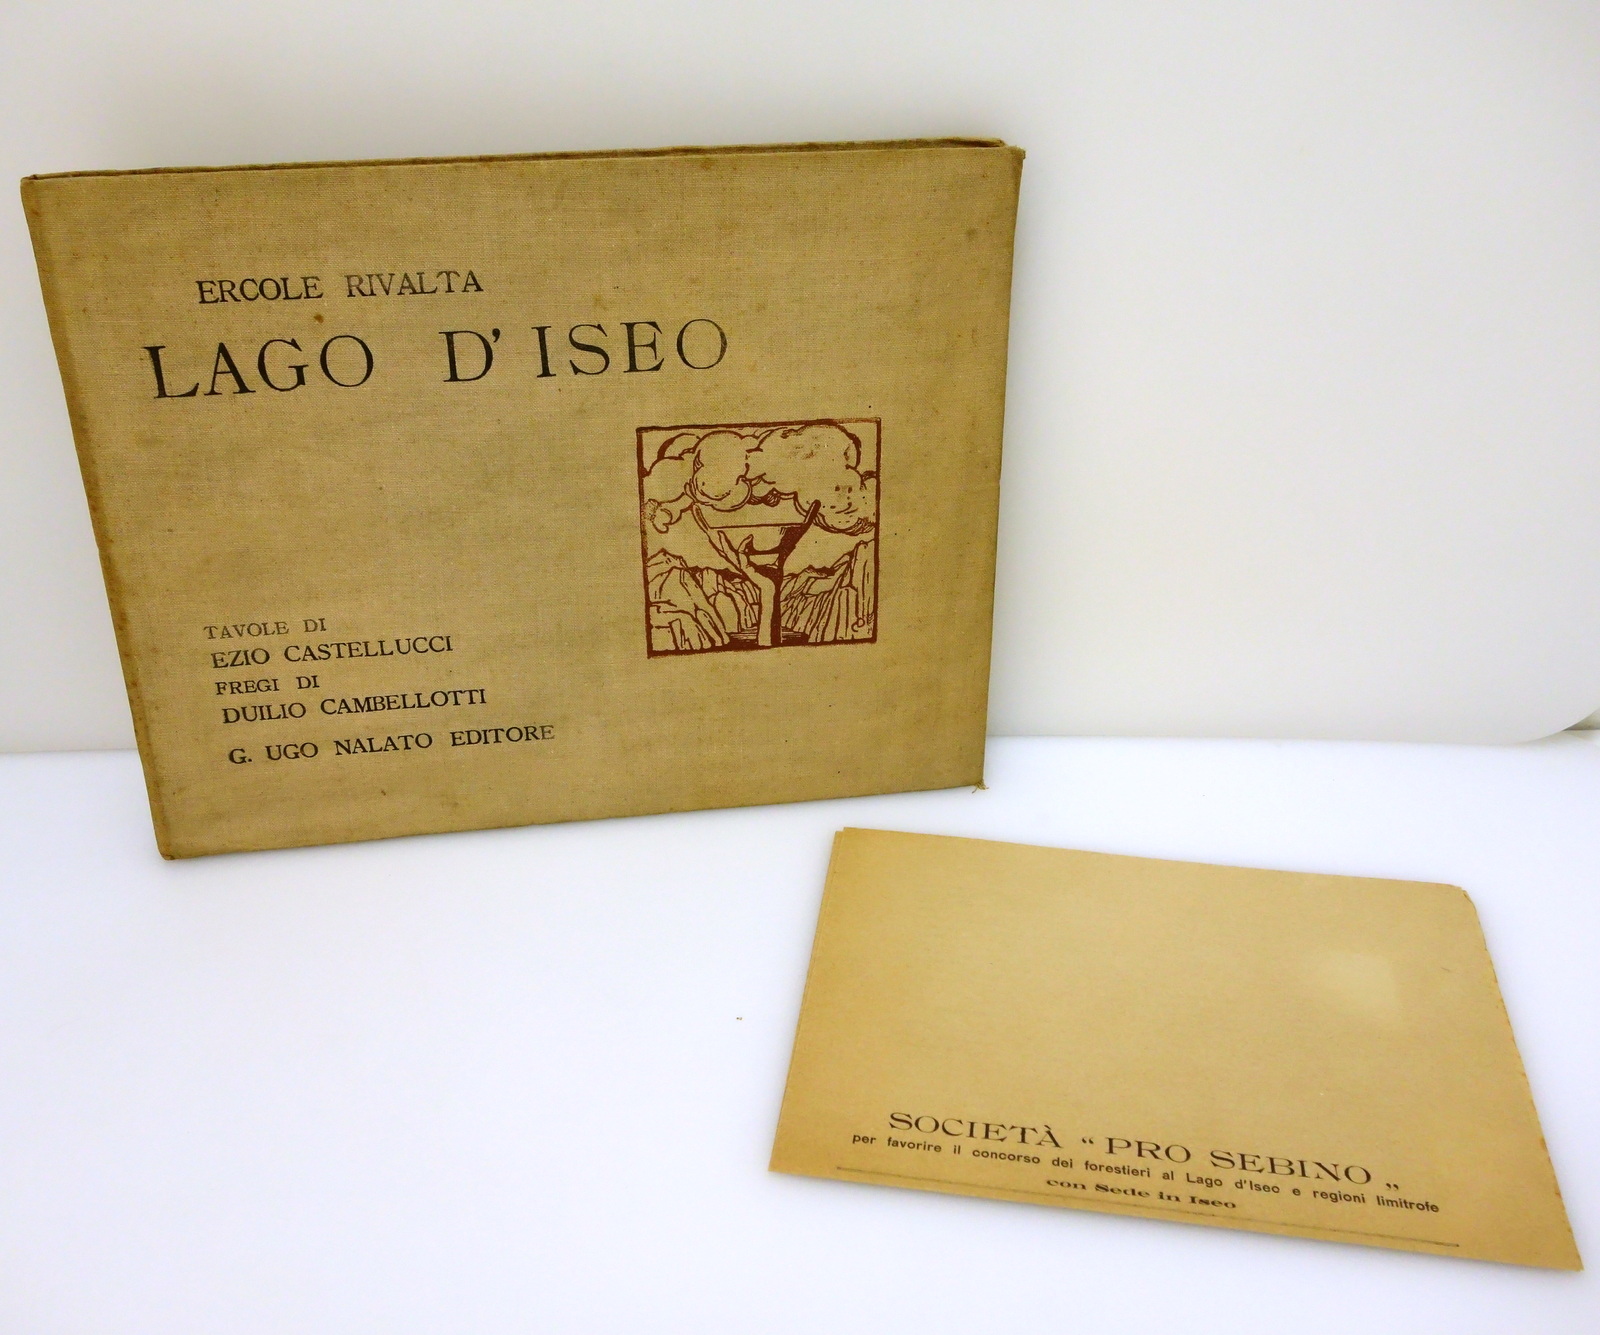 ERCOLE RIVALTA
LAGO D'ISEO
TAVOLE DI
EZIO CASTELLUCCI
FREGI DI
DUILIO CAMBELLOTTI
G. UGO NALATO EDITORE
SOCIETÀ “ PRO SEBINO „
per favorire il concorso dei forestieri al Lago d'Iseo e regioni limitrofe
con Sede in Iseo